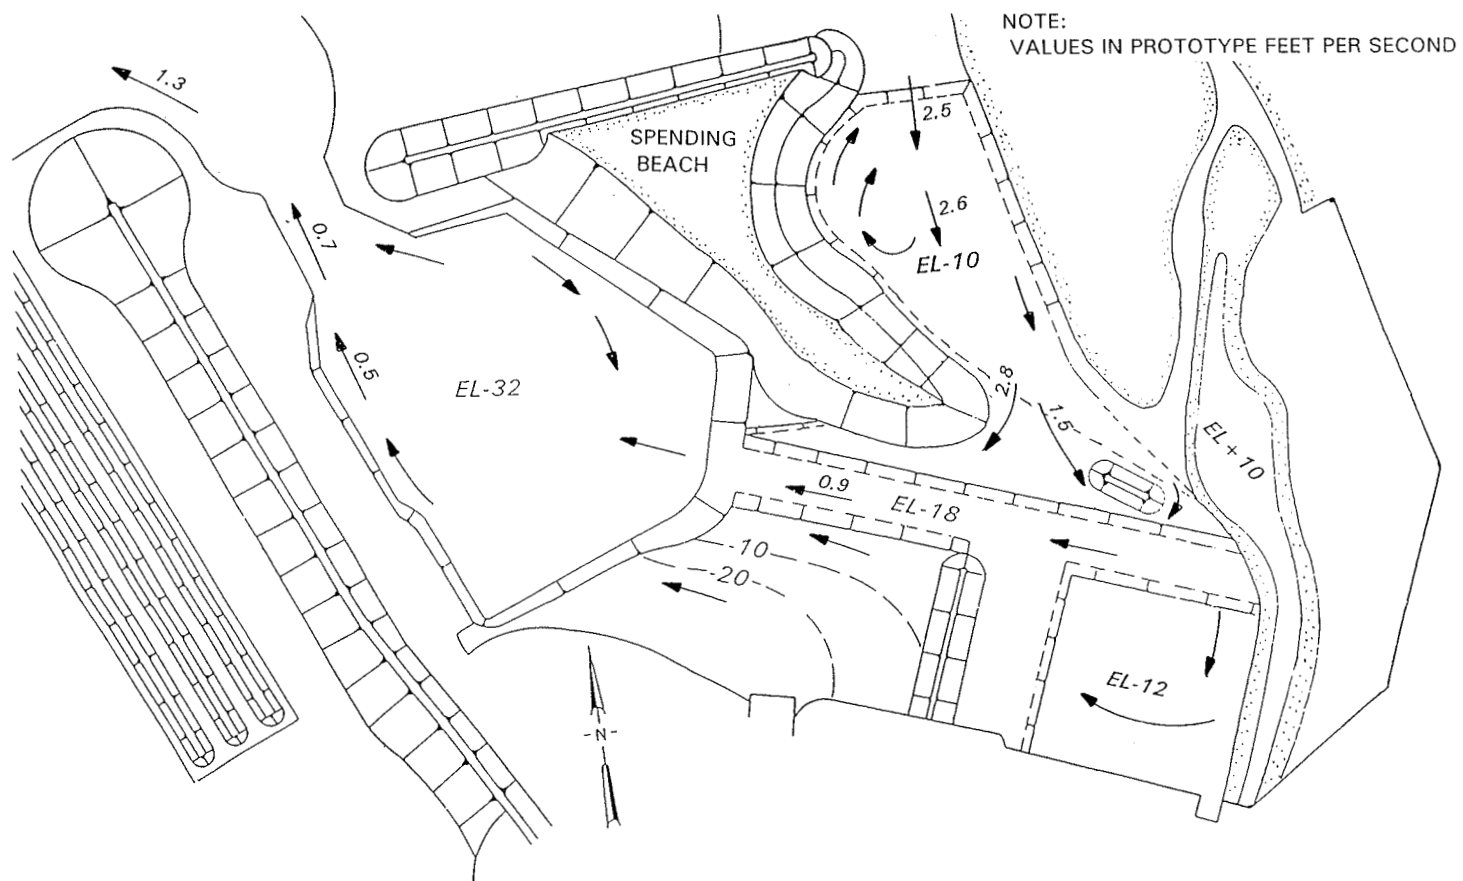 NOTE:
VALUES IN PROTOTYPE FEET PER SECOND
1.3
2.5
SPENDING
BEACH
2.6
0.7
EL-10
0.5
EL-32
2.8
1.5
EL+10
0.9
EL-18
-10
-20
EL-12
-N-